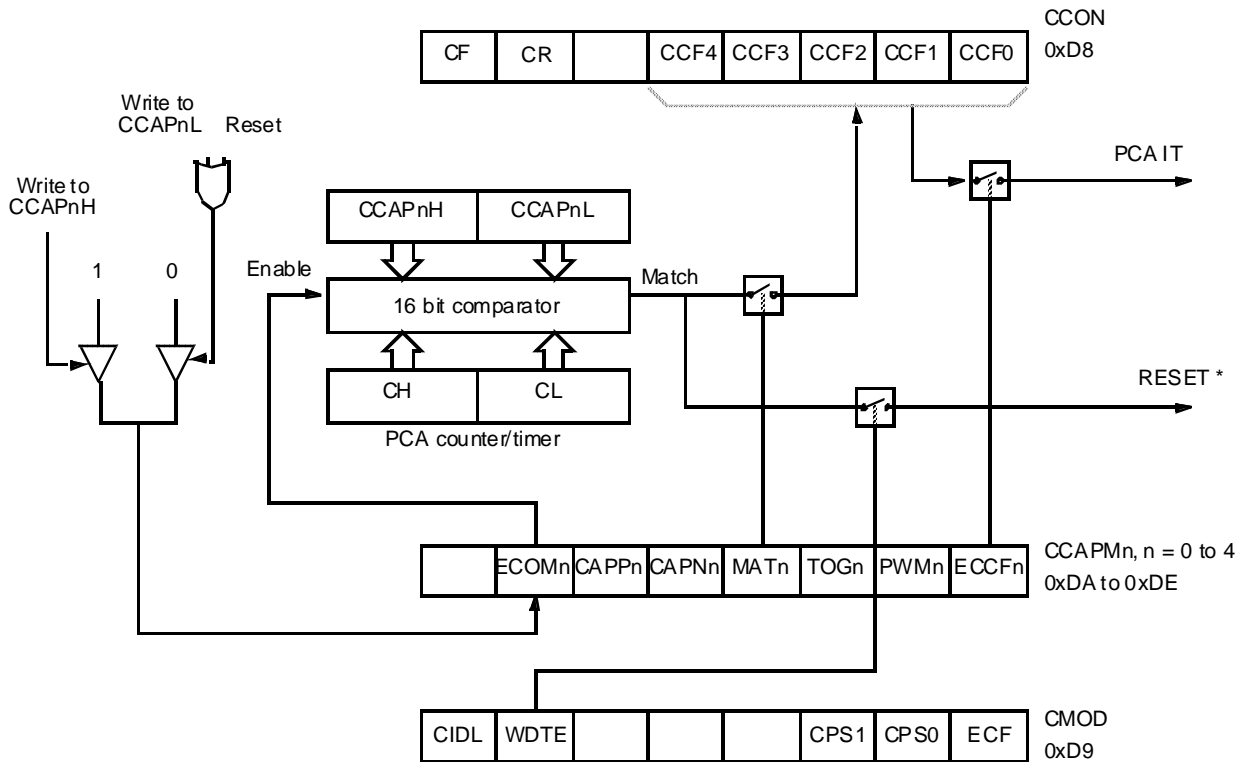 CCON
CF CR CCF4 CCF3 CCF2 CCF1 CCF0 0xD8
Write to
CCAPnL Reset
PCA IT
Write to
CCAPnH
CCAPnH CCAPnL
1 0 Enable Match
16 bit comparator
CH CL
RESET *
PCA counter/timer
ECOMn CAPPn CAPNn MATn TOGn PWMn ECCFn CCAPMn, n = 0 to 4
0xDA to 0xDE
CIDL WDTE CPS1 CPS0 ECF CMOD
0xD9